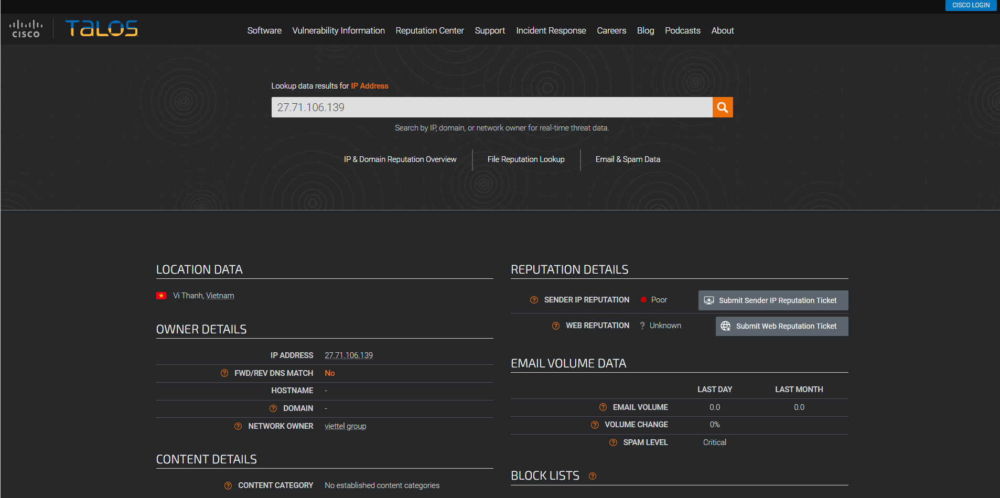 CISCO LOGIN
CISCO
TALOS
Software Vulnerability Information Reputation Center Support Incident Response Careers Blog Podcasts About
Lookup data results for IP Address
27.71.106.139
Search by IP, domain, or network owner for real-time threat data.
IP & Domain Reputation Overview File Reputation Lookup Email & Spam Data
LOCATION DATA
Vi Thanh, Vietnam
OWNER DETAILS
IP ADDRESS 27.71.106.139
? FWD/REV DNS MATCH No
HOSTNAME -
? DOMAIN -
? NETWORK OWNER viettel group
CONTENT DETAILS
? CONTENT CATEGORY No established content categories
REPUTATION DETAILS
? SENDER IP REPUTATION Poor Submit Sender IP Reputation Ticket
? WEB REPUTATION ? Unknown Submit Web Reputation Ticket
EMAIL VOLUME DATA
LAST DAY LAST MONTH
? EMAIL VOLUME 0.0 0.0
? VOLUME CHANGE 0%
? SPAM LEVEL Critical
BLOCK LISTS ?